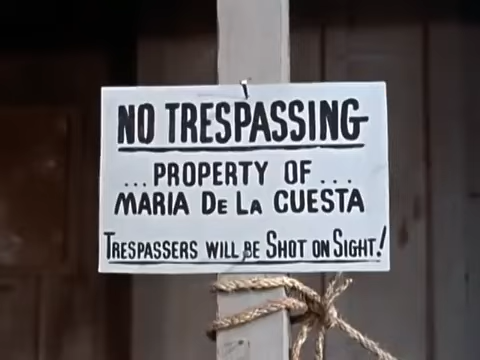 NO TRESPASSING
...PROPERTY OF...
MARIA DE LA CUESTA
TRESPASSERS WILL BE SHOT ON SIGHT!